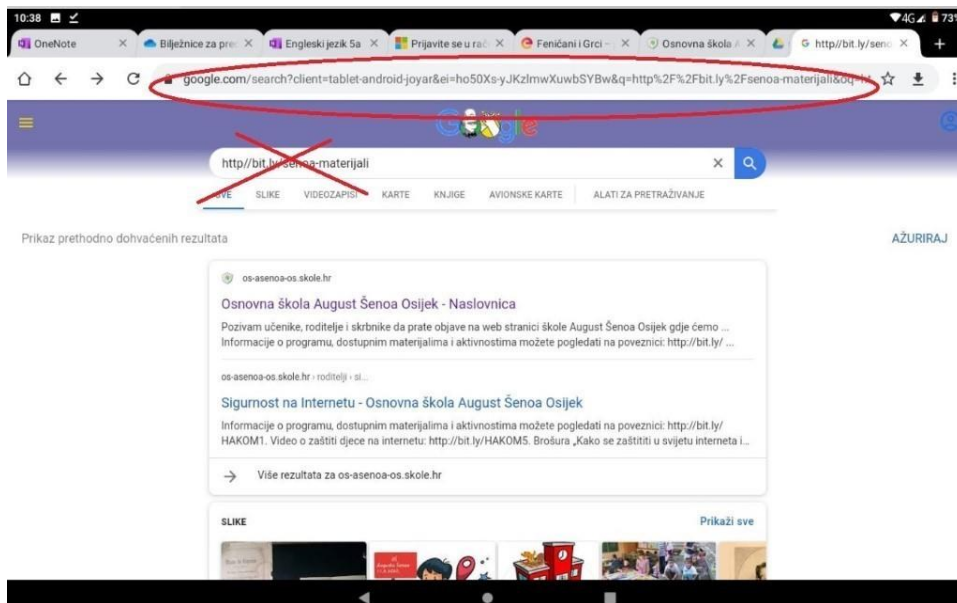 10:38
4G 73%
OneNote
Bilježnice za pre
Engleski jezik 5a
Prijavite se u rač
Feničani i Grci –
Osnovna škola A
http//bit.ly/seno
google.com/search?client=tablet-android-joyar&ei=ho50Xs-yJKzlmwXuwbSYBw&q=http%2F%2Fbit.ly%2Fsenoa-materijali&oq=ht
Google
http//bit.ly/senoa-materijali
SVE SLIKE VIDEOZAPISI KARTE KNJIGE AVIONSKE KARTE ALATI ZA PRETRAŽIVANJE
Prikaz prethodno dohvaćenih rezultata
AŽURIRAJ
os-asenoa-os.skole.hr
Osnovna škola August Šenoa Osijek - Naslovnica
Pozivam učenike, roditelje i skrbnike da prate objave na web stranici škole August Šenoa Osijek gdje ćemo ...
Informacije o programu, dostupnim materijalima i aktivnostima možete pogledati na poveznici: http://bit.ly/ ...
os-asenoa-os.skole.hr › roditelji › si...
Sigurnost na Internetu - Osnovna škola August Šenoa Osijek
Informacije o programu, dostupnim materijalima i aktivnostima možete pogledati na poveznici: http://bit.ly/
HAKOM1. Video o zaštiti djece na internetu: http://bit.ly/HAKOM5. Brošura „Kako se zaštititi u svijetu interneta i...
Više rezultata za os-asenoa-os.skole.hr
SLIKE
Prikaži sve